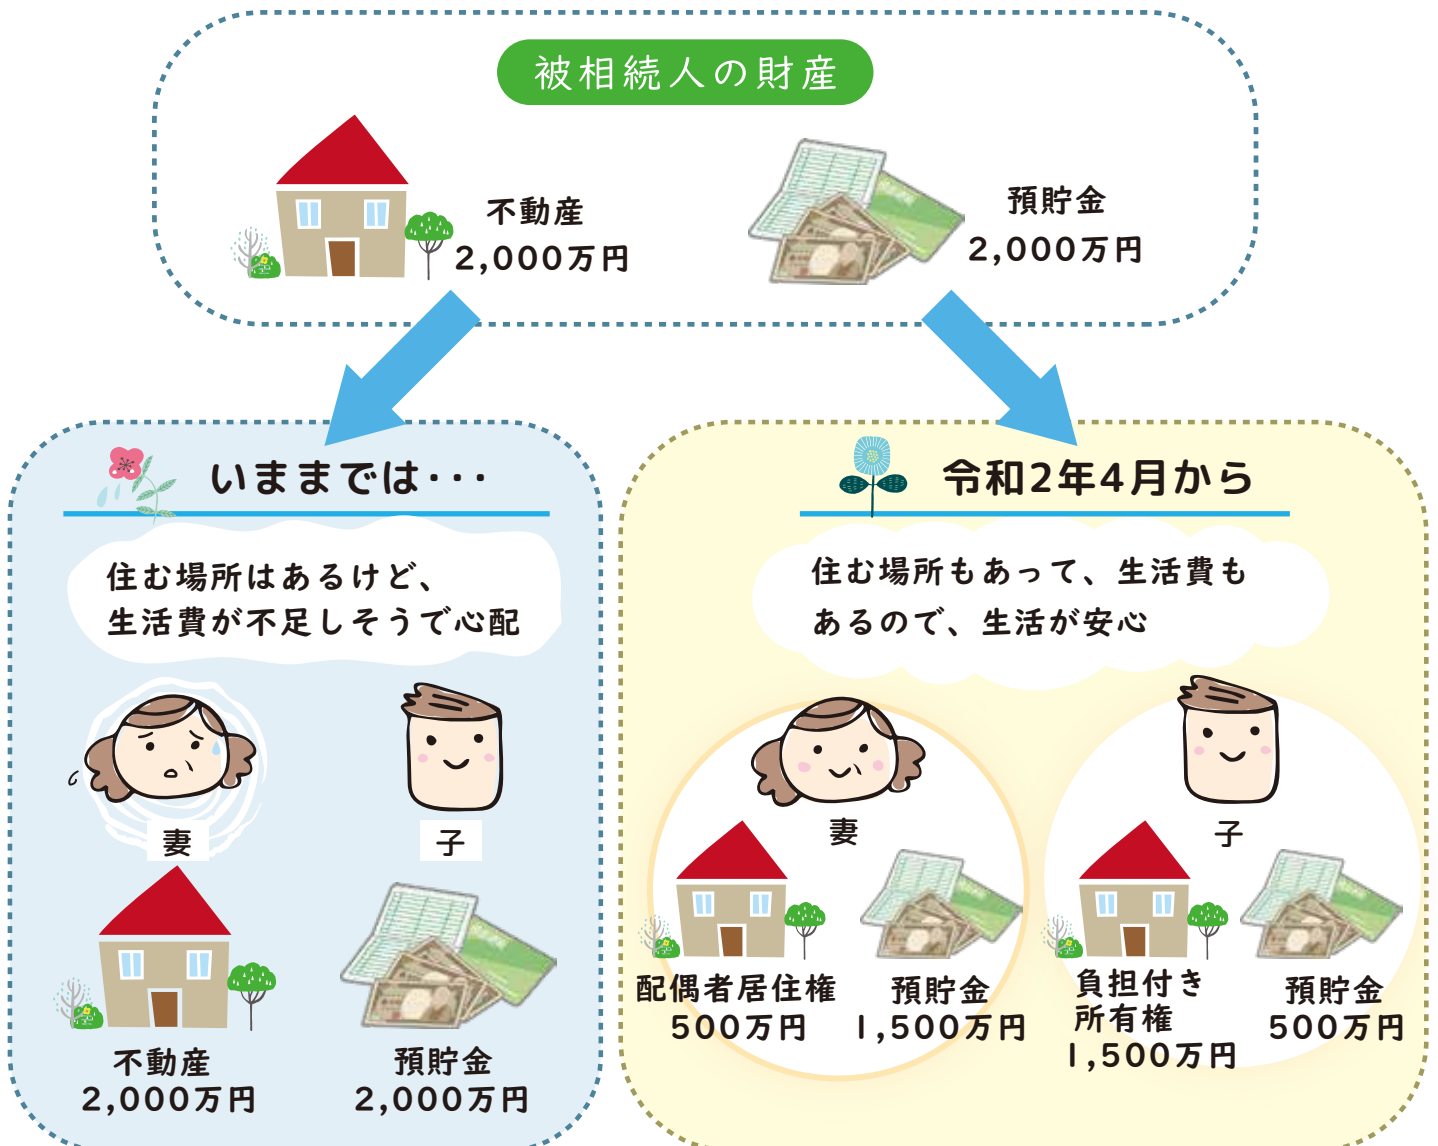 被相続人の財産
不動産
2,000万円
預貯金
2,000万円
いままでは・・・
住む場所はあるけど、
生活費が不足しそうで心配
妻
子
不動産
2,000万円
預貯金
2,000万円
令和2年4月から
住む場所もあって、生活費も
あるので、生活が安心
妻
子
配偶者居住権
500万円
預貯金
1,500万円
負担付き
所有権
1,500万円
預貯金
500万円